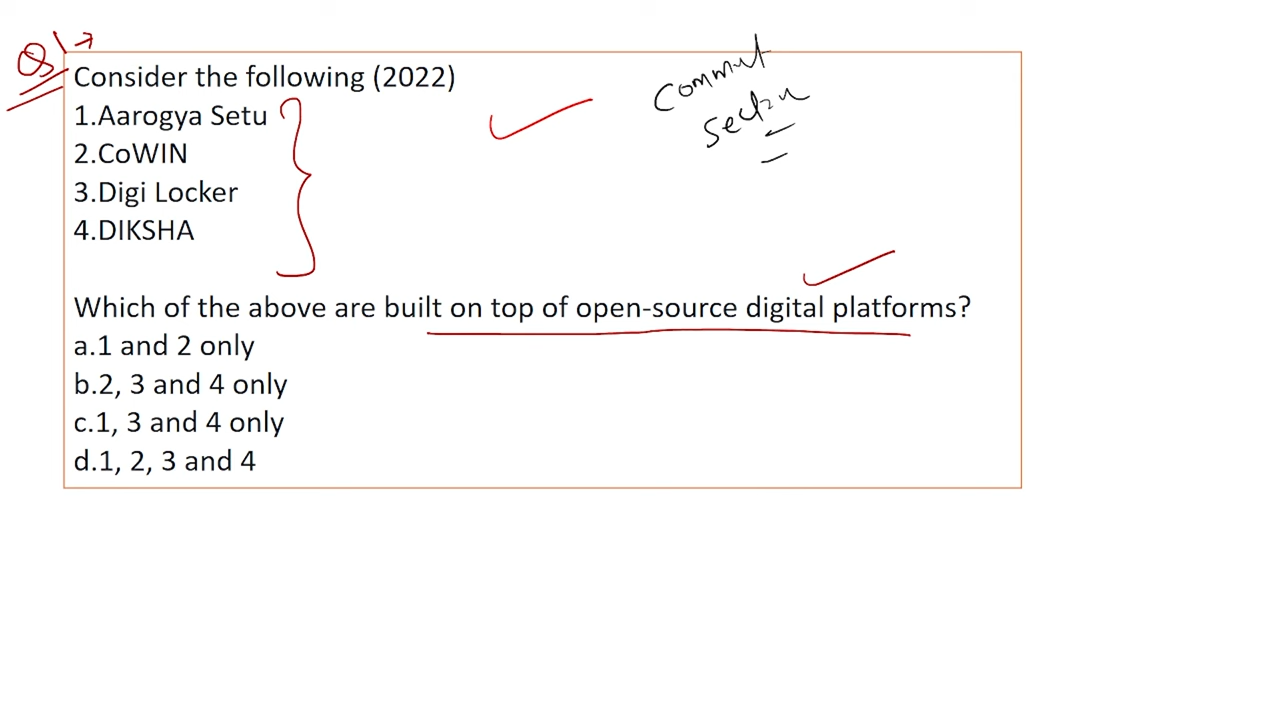 Q1→
Consider the following (2022)
1.Aarogya Setu
2.CoWIN
3.Digi Locker
4.DIKSHA
Comment
Section
Which of the above are built on top of open-source digital platforms?
a.1 and 2 only
b.2, 3 and 4 only
c.1, 3 and 4 only
d.1, 2, 3 and 4